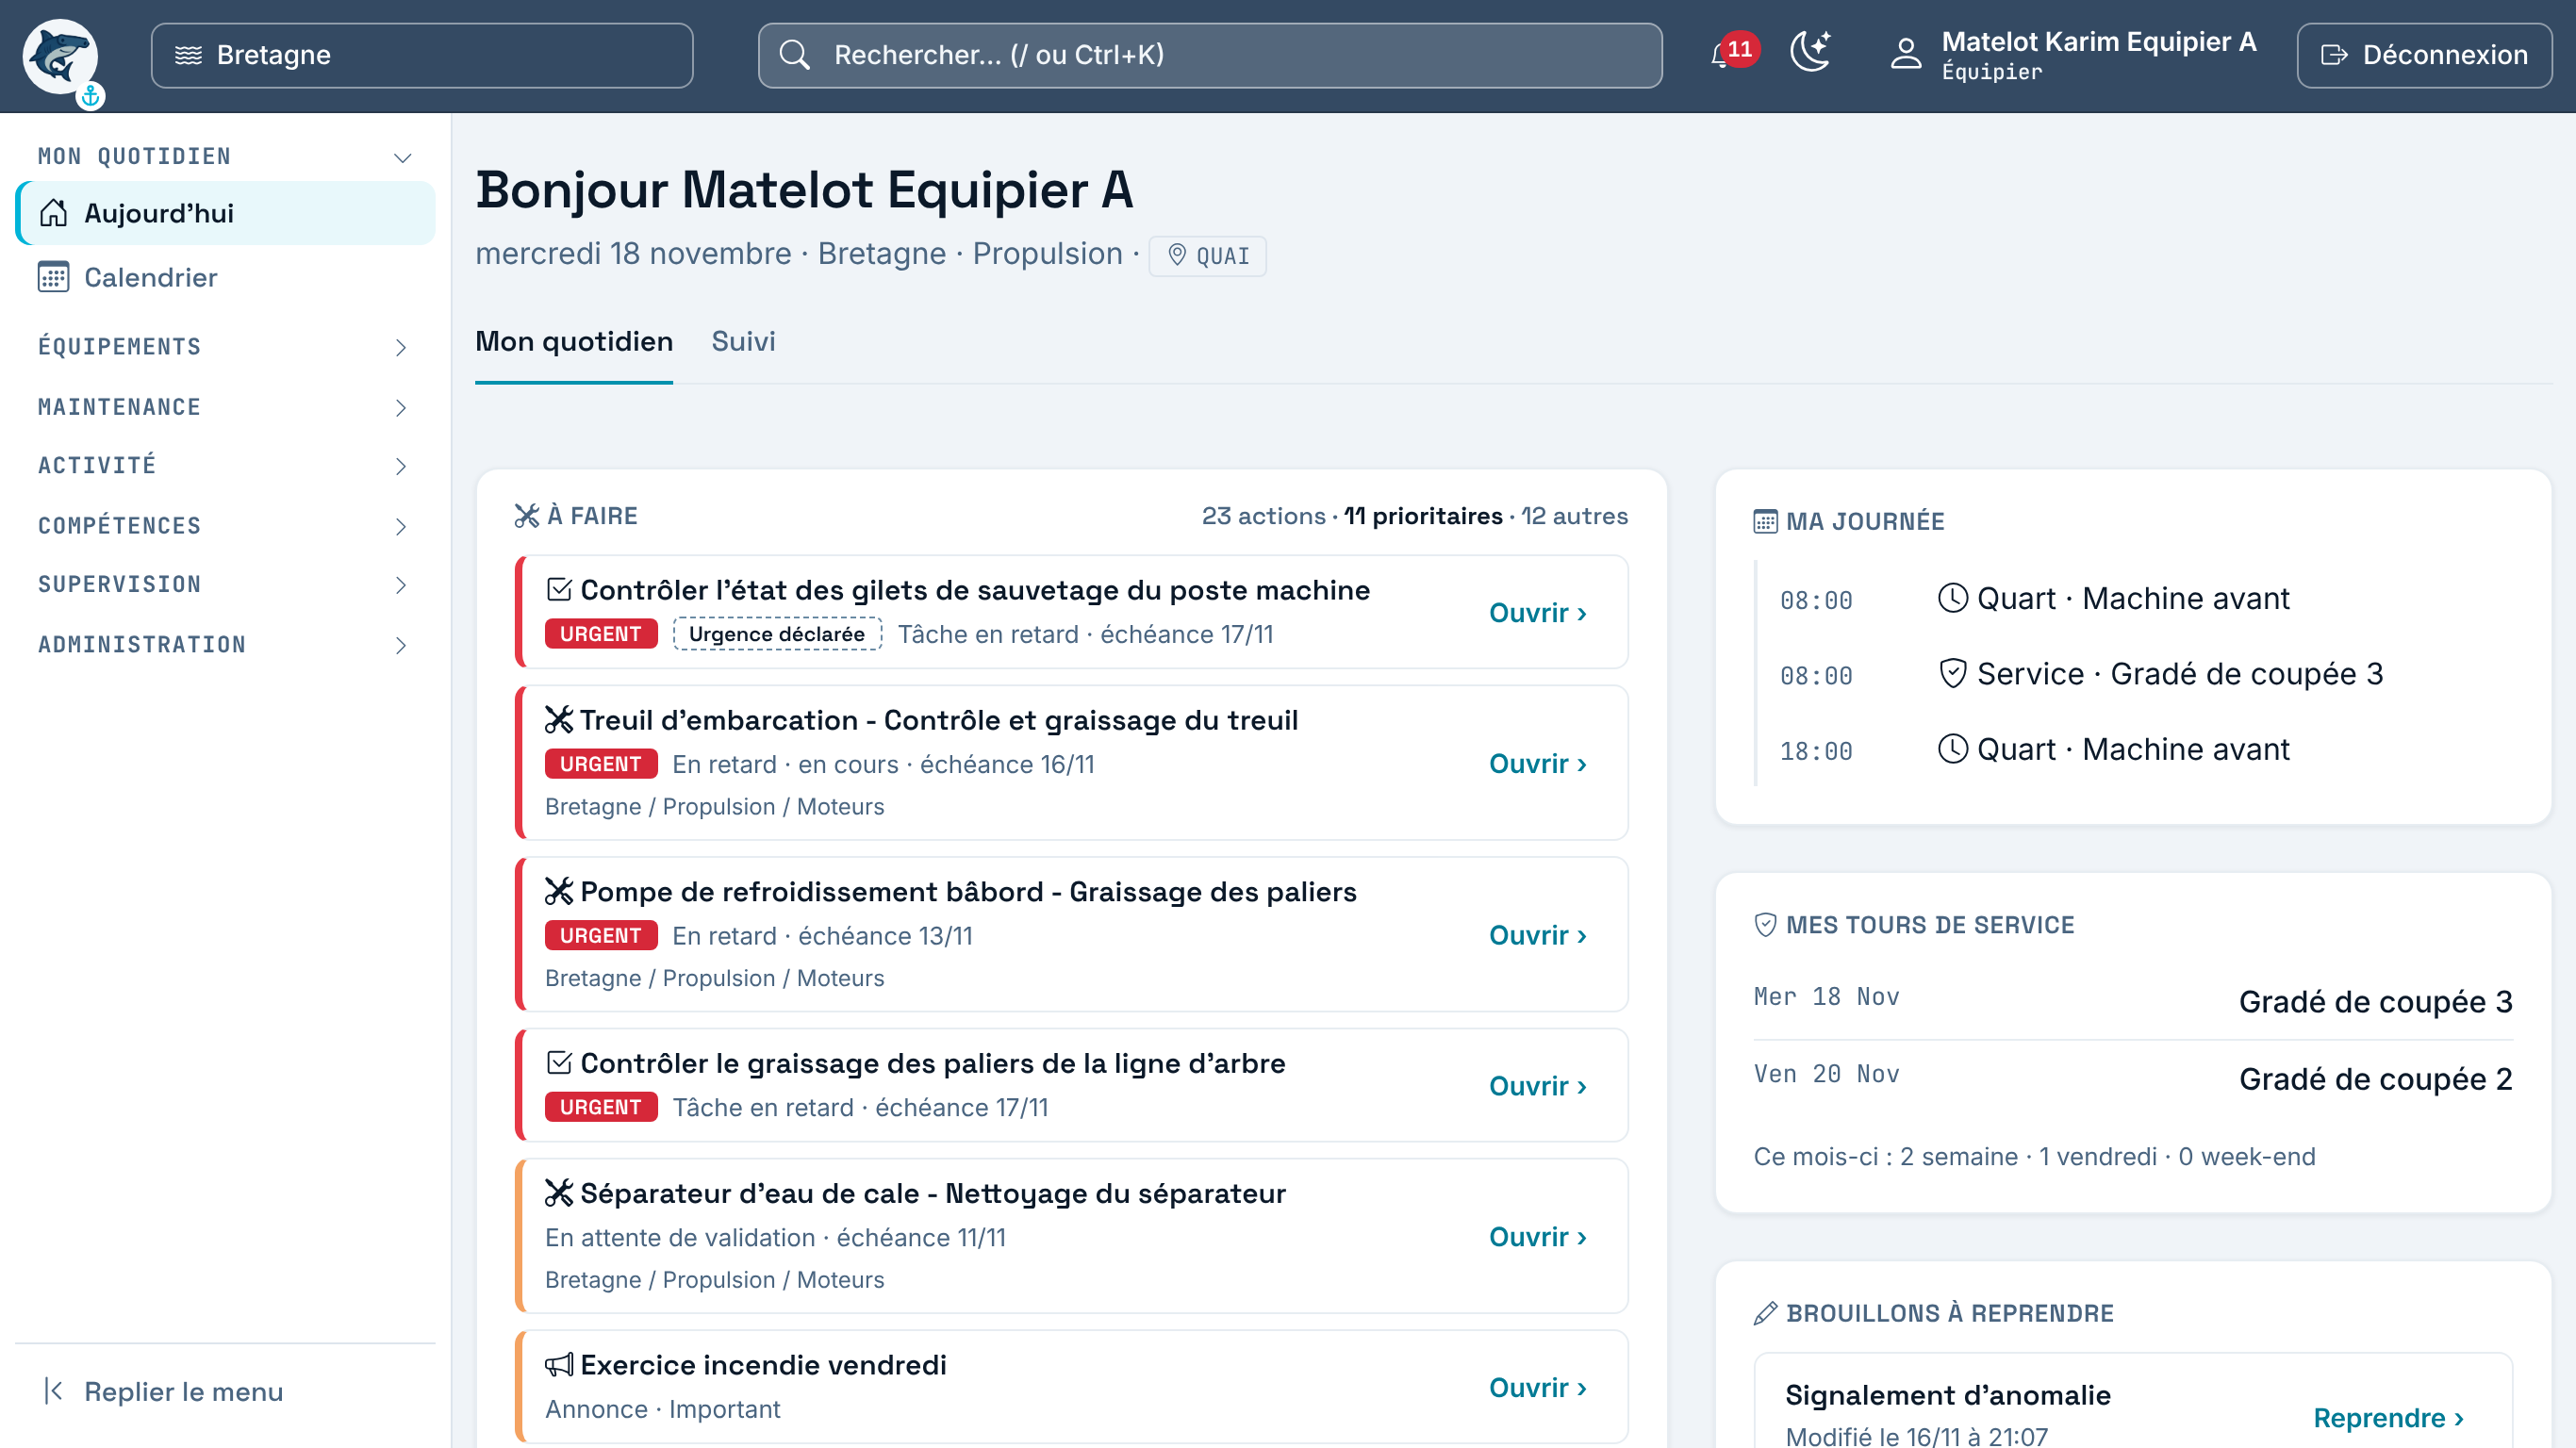 Bretagne
Rechercher... (/ ou Ctrl+K)
11
Matelot Karim Equipier A
Équipier
Déconnexion
MON QUOTIDIEN
Aujourd'hui
Calendrier
ÉQUIPEMENTS
MAINTENANCE
ACTIVITÉ
COMPÉTENCES
SUPERVISION
ADMINISTRATION
Replier le menu
Bonjour Matelot Equipier A
mercredi 18 novembre · Bretagne · Propulsion · QUAI
Mon quotidien
Suivi
À FAIRE
23 actions · 11 prioritaires · 12 autres
Contrôler l'état des gilets de sauvetage du poste machine
URGENT Urgence déclarée Tâche en retard · échéance 17/11
Ouvrir ›
Treuil d'embarcation - Contrôle et graissage du treuil
URGENT En retard · en cours · échéance 16/11
Bretagne / Propulsion / Moteurs
Ouvrir ›
Pompe de refroidissement bâbord - Graissage des paliers
URGENT En retard · échéance 13/11
Bretagne / Propulsion / Moteurs
Ouvrir ›
Contrôler le graissage des paliers de la ligne d'arbre
URGENT Tâche en retard · échéance 17/11
Ouvrir ›
Séparateur d'eau de cale - Nettoyage du séparateur
En attente de validation · échéance 11/11
Bretagne / Propulsion / Moteurs
Ouvrir ›
Exercice incendie vendredi
Annonce · Important
Ouvrir ›
MA JOURNÉE
08:00 Quart · Machine avant
08:00 Service · Gradé de coupée 3
18:00 Quart · Machine avant
MES TOURS DE SERVICE
Mer 18 Nov Gradé de coupée 3
Ven 20 Nov Gradé de coupée 2
Ce mois-ci : 2 semaine · 1 vendredi · 0 week-end
BROUILLONS À REPRENDRE
Signalement d'anomalie
Modifié le 16/11 à 21:07
Reprendre ›